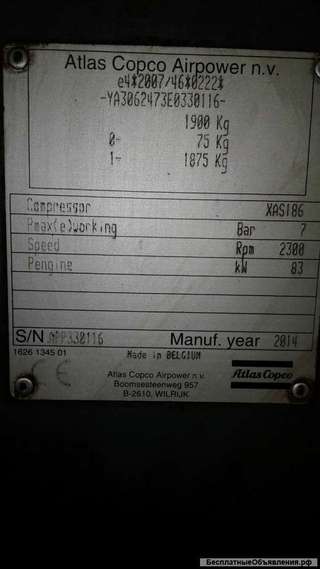 Atlas Copco Airpower n.v.
e4*2007/46*0222*
-YA3062473E0330116-
1900 Kg
0- 75 Kg
1- 1875 Kg
Compressor XAS186
Pmax(e)working Bar 7
Speed Rpm 2300
Pengine kW 83
S/N APP330116 Manuf. year 2014
1626 1345 01 Made in BELGIUM
CE Atlas Copco Airpower n.v. Atlas Copco
Boomsesteenweg 957
B-2610, WILRIJK
БесплатныеОбъявления.рф